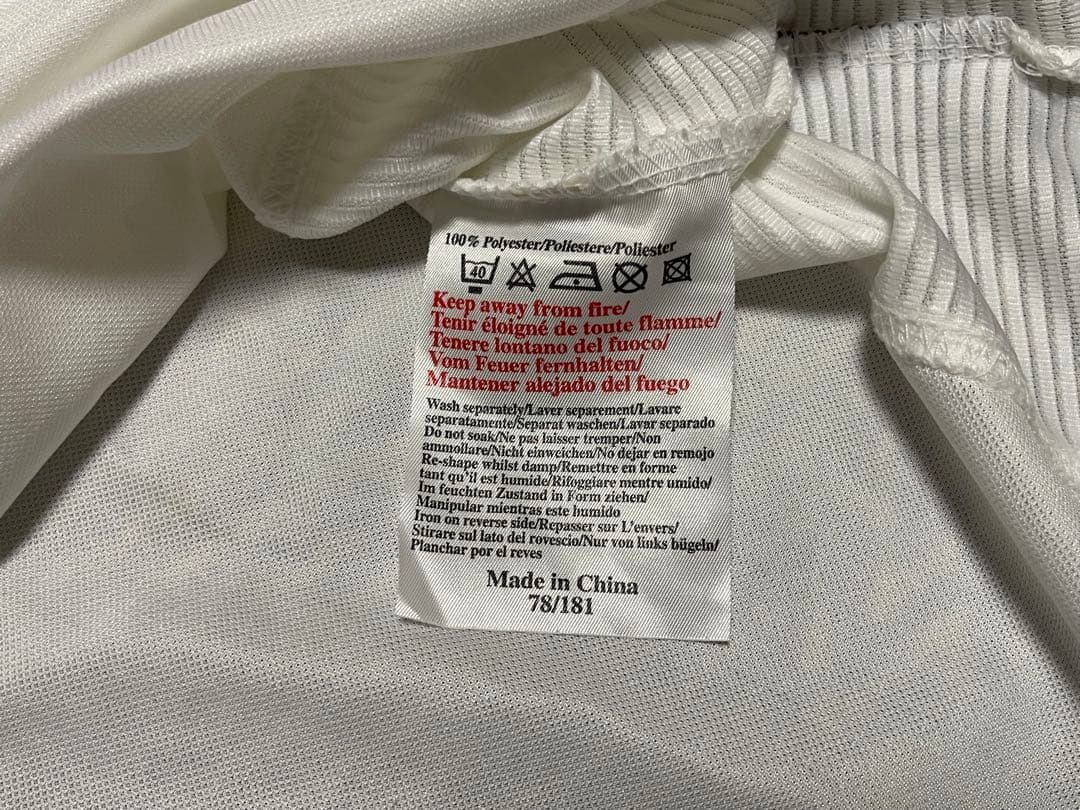 100% Polyester/Poliestere/Poliester
40
Keep away from fire/
Tenir éloigné de toute flamme/
Tenere lontano del fuoco/
Vom Feuer fernhalten/
Mantener alejado del fuego
Wash separately/Laver separement/Lavare
separatamente/Separat waschen/Lavar separado
Do not soak/Ne pas laisser tremper/Non
ammollare/Nicht einweichen/No dejar en remojo
Re-shape whilst damp/Remettre en forme
tant qu'il est humide/Rifoggiare mentre umido/
Im feuchten Zustand in Form ziehen/
Manipular mientras este humido
Iron on reverse side/Repasser sur L'envers/
Stirare sul lato del rovescio/Nur von links bügeln/
Planchar por el reves
Made in China
78/181